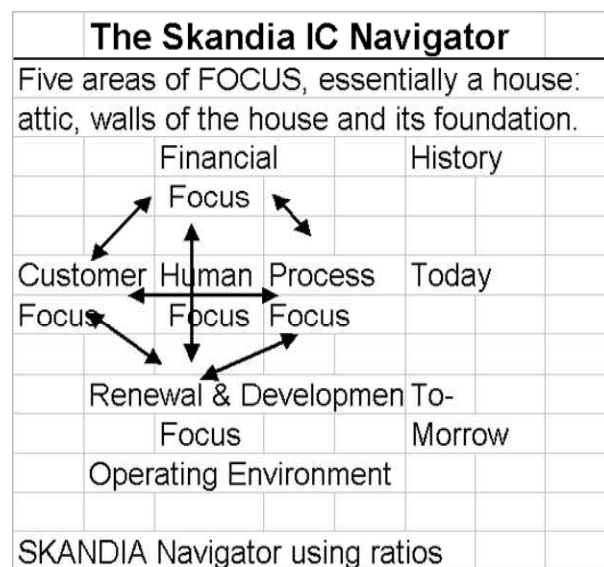 The Skandia IC Navigator
Five areas of FOCUS, essentially a house:
attic, walls of the house and its foundation.
Financial History
Focus
Customer Human Process Today
Focus Focus Focus
Renewal & Developmen To-
Focus Morrow
Operating Environment
SKANDIA Navigator using ratios